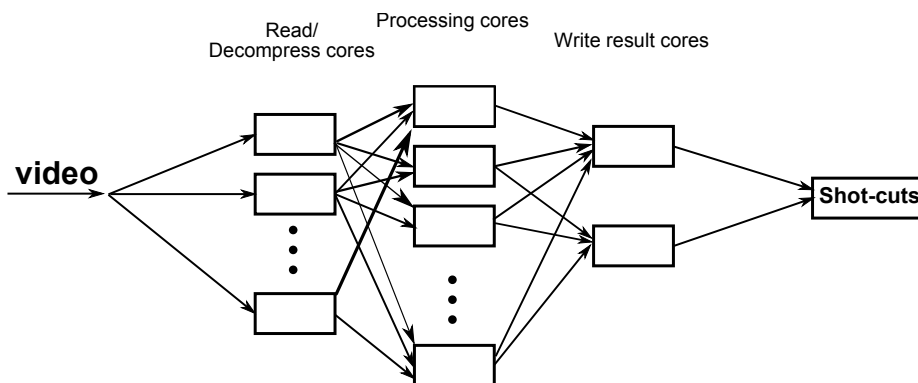 Read/
Decompress cores
Processing cores
Write result cores
video
Shot-cuts